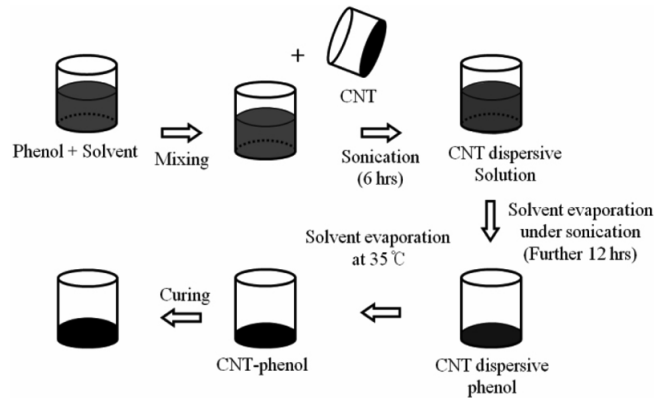 +
CNT
Phenol + Solvent
Mixing
Sonication
(6 hrs)
CNT dispersive
Solution
Solvent evaporation
under sonication
(Further 12 hrs)
Solvent evaporation
at 35℃
Curing
CNT-phenol
CNT dispersive
phenol